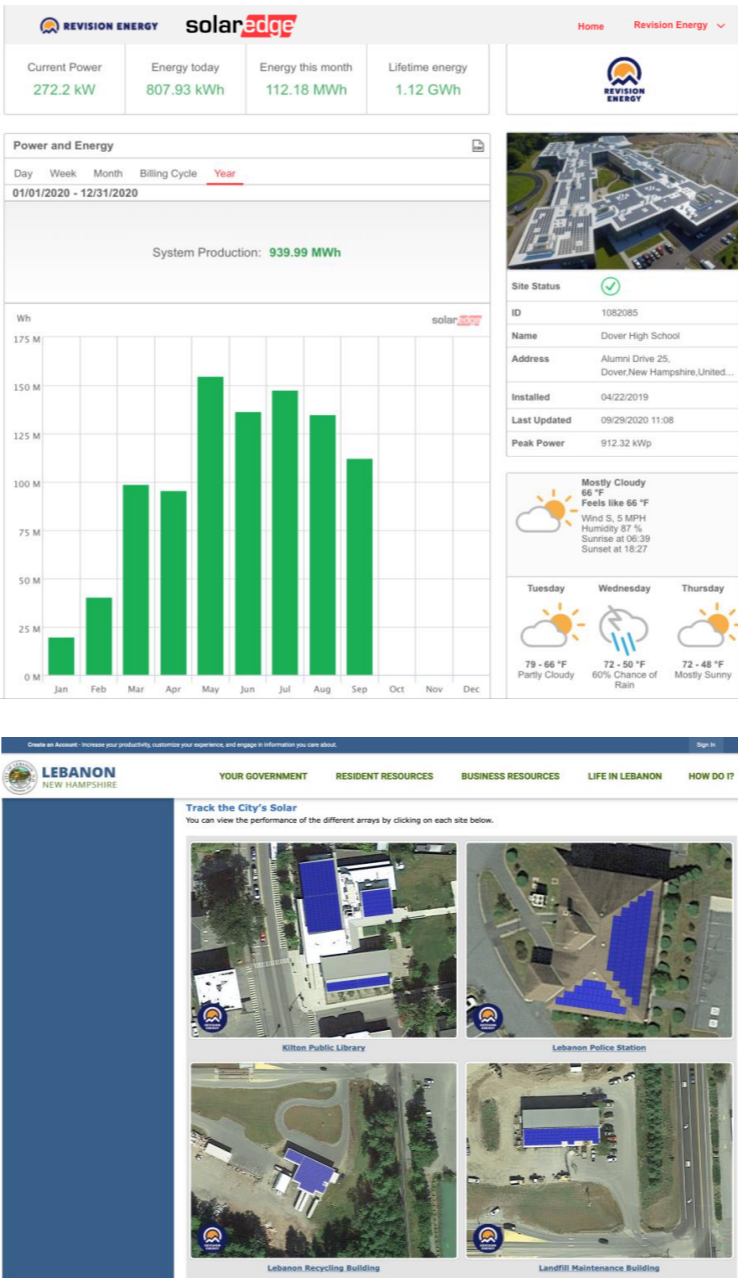 REVISION ENERGY solaredge Home Revision Energy
Current Power Energy today Energy this month Lifetime energy
272.2 kW 807.93 kWh 112.18 MWh 1.12 GWh
REVISION
ENERGY
Power and Energy
Day Week Month Billing Cycle Year
01/01/2020 - 12/31/2020
System Production: 939.99 MWh
Wh
solaredge
175 M
150 M
125 M
100 M
75 M
50 M
25 M
0 M
Jan Feb Mar Apr May Jun Jul Aug Sep Oct Nov Dec
Site Status
ID 1082085
Name Dover High School
Address Alumni Drive 25,
Dover,New Hampshire,United...
Installed 04/22/2019
Last Updated 09/29/2020 11:08
Peak Power 912.32 kWp
Mostly Cloudy
66 °F
Feels like 66 °F
Wind S, 5 MPH
Humidity 87 %
Sunrise at 06:39
Sunset at 18:27
Tuesday Wednesday Thursday
79 - 66 °F 72 - 50 °F 72 - 48 °F
Partly Cloudy 60% Chance of Mostly Sunny
Rain
Create an Account - Increase your productivity, customize your experience, and engage in information you care about. Sign In
LEBANON
NEW HAMPSHIRE
YOUR GOVERNMENT RESIDENT RESOURCES BUSINESS RESOURCES LIFE IN LEBANON HOW DO I?
Track the City's Solar
You can view the performance of the different arrays by clicking on each site below.
REVISION
ENERGY
REVISION
ENERGY
Kilton Public Library Lebanon Police Station
REVISION
ENERGY
REVISION
ENERGY
Lebanon Recycling Building Landfill Maintenance Building